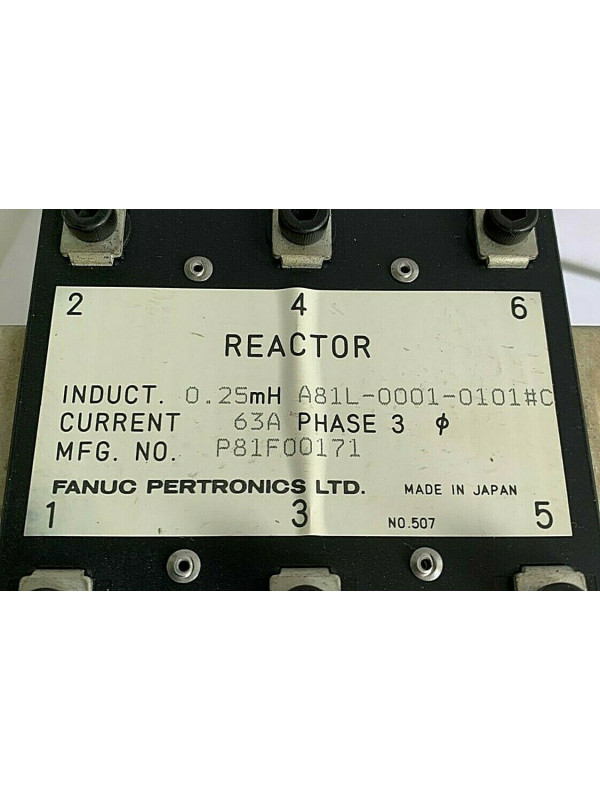 2 4 6
REACTOR
INDUCT. 0.25mH A81L-0001-0101#C
CURRENT 63A PHASE 3 ϕ
MFG. NO. P81F00171
FANUC PERTRONICS LTD. MADE IN JAPAN
1 3 NO.507 5